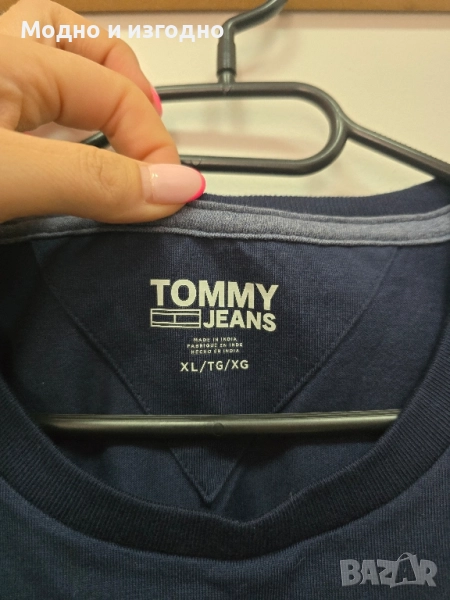 Модно и изгодно
TOMMY
JEANS
MADE IN INDIA
FABRIQUÉ EN INDE
HECHO EN INDIA
XL/TG/XG
BAZAR